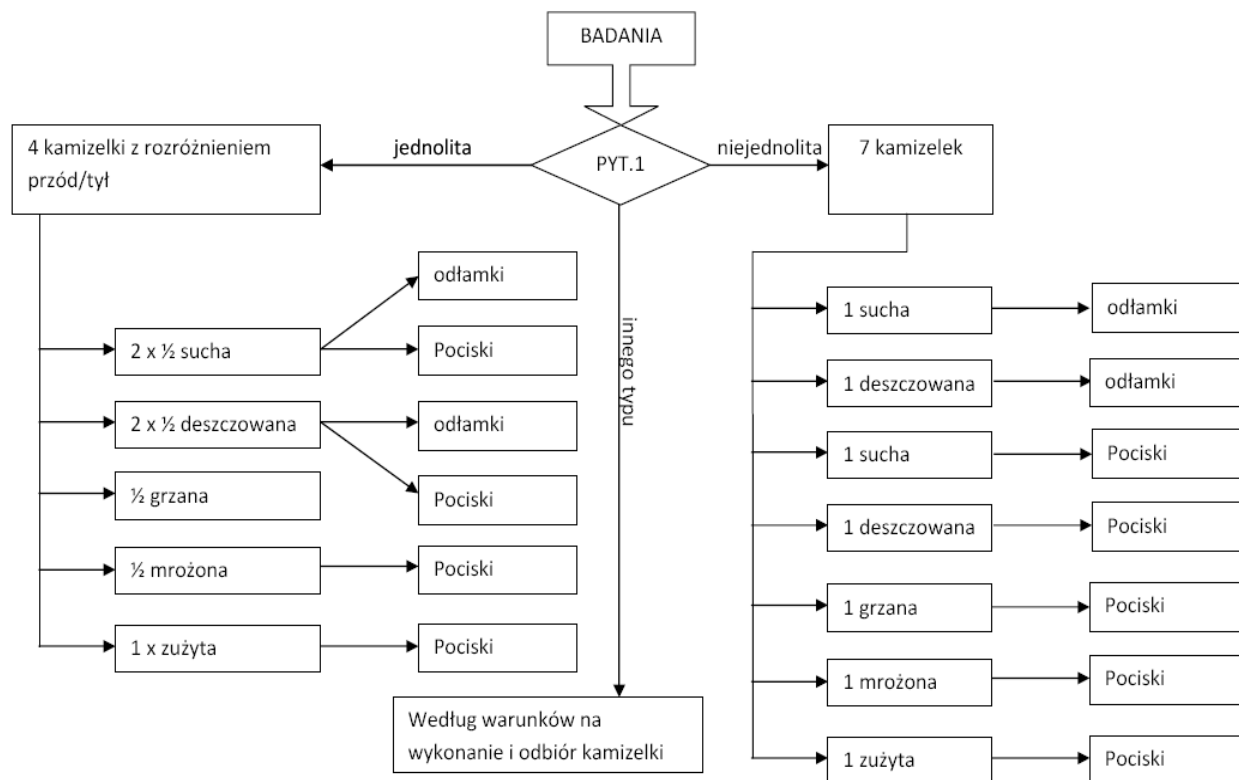 BADANIA
4 kamizelki z rozróżnieniem
przód/tył
jednolita
PYT.1
niejednolita
7 kamizelek
innego typu
2 x ½ sucha
odłamki
Pociski
2 x ½ deszczowana
odłamki
Pociski
½ grzana
½ mrożona
Pociski
1 x zużyta
Pociski
Według warunków na
wykonanie i odbiór kamizelki
1 sucha
odłamki
1 deszczowana
odłamki
1 sucha
Pociski
1 deszczowana
Pociski
1 grzana
Pociski
1 mrożona
Pociski
1 zużyta
Pociski